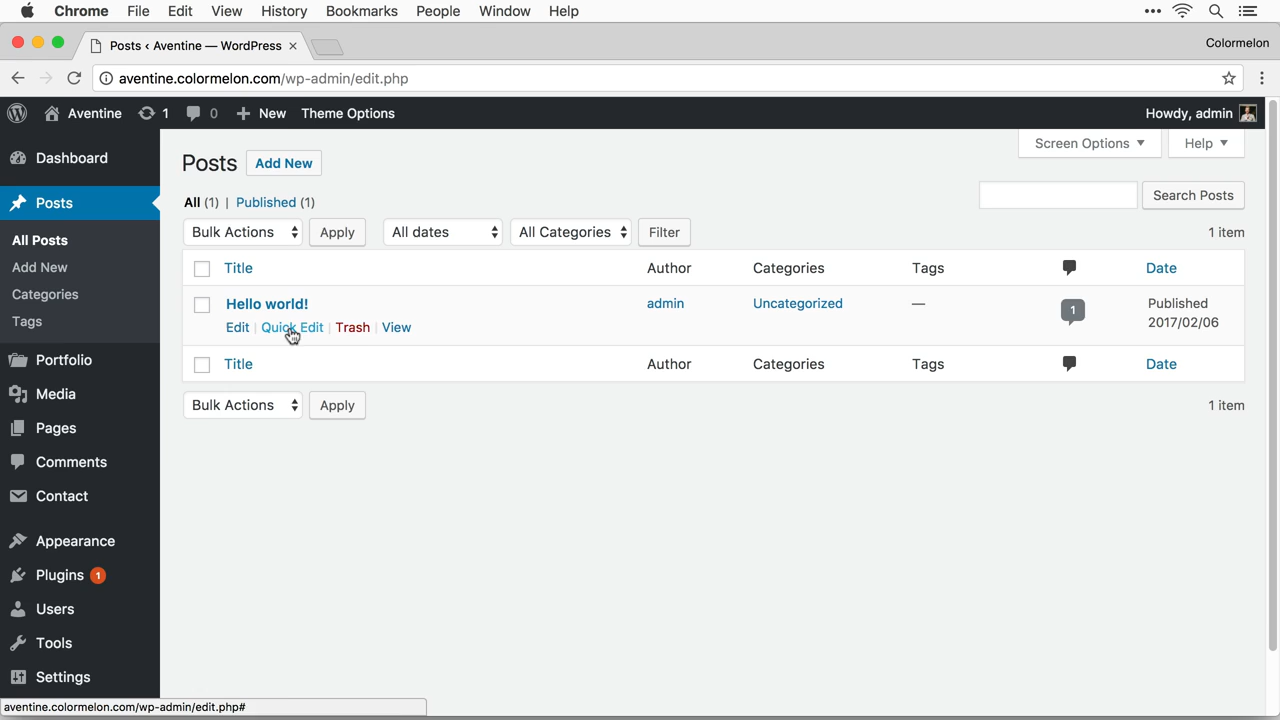 Chrome File Edit View History Bookmarks People Window Help
Posts ‹ Aventine — WordPress
Colormelon
aventine.colormelon.com/wp-admin/edit.php
Aventine 1 0 New Theme Options Howdy, admin
Screen Options Help
Dashboard
Posts
All Posts
Add New
Categories
Tags
Portfolio
Media
Pages
Comments
Contact
Appearance
Plugins 1
Users
Tools
Settings
Posts Add New
All (1) | Published (1)
Search Posts
Bulk Actions Apply All dates All Categories Filter 1 item
Title Author Categories Tags Date
Hello world! admin Uncategorized — 1 Published
2017/02/06
Edit | Quick Edit | Trash | View
Title Author Categories Tags Date
Bulk Actions Apply 1 item
aventine.colormelon.com/wp-admin/edit.php#